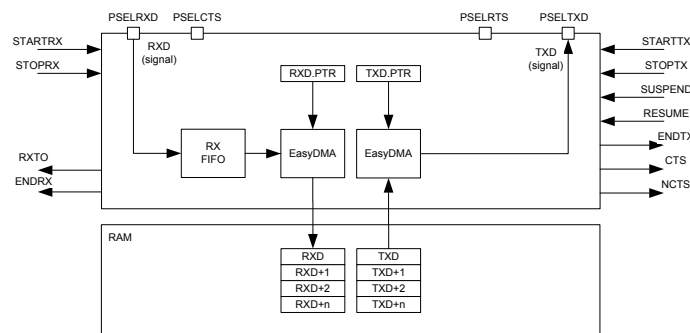 PSELRXD
PSELCTS
PSELRTS
PSELTXD
STARTRX
STOPRX
RXD
(signal)
TXD
(signal)
STARTTX
STOPTX
SUSPEND
RESUME
RXD.PTR
TXD.PTR
RX
FIFO
EasyDMA
EasyDMA
RXTO
ENDRX
ENDTX
CTS
NCTS
RAM
RXD
RXD+1
RXD+2
RXD+n
TXD
TXD+1
TXD+2
TXD+n